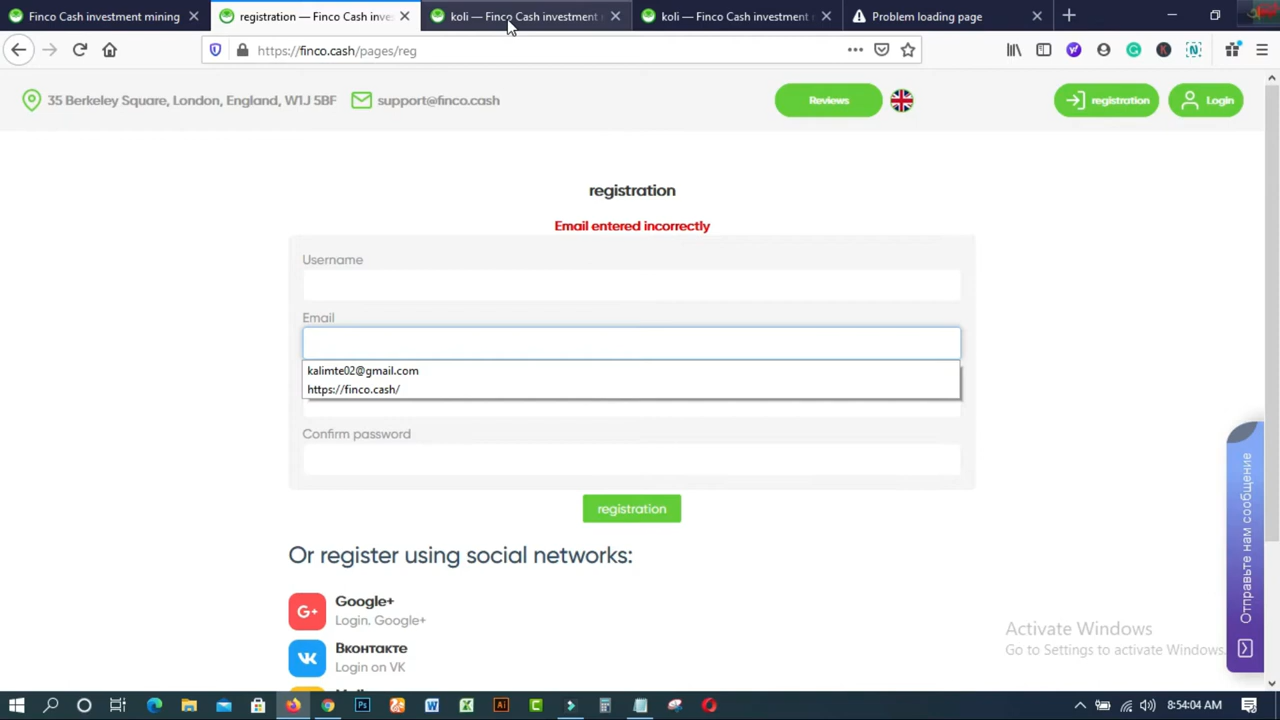 Finco Cash investment mining
registration — Finco Cash inves
koli — Finco Cash investment
koli — Finco Cash investment
Problem loading page
https://finco.cash/pages/reg
35 Berkeley Square, London, England, W1J 5BF
support@finco.cash
Reviews
registration
Login
registration
Email entered incorrectly
Username
Email
kalimte02@gmail.com
https://finco.cash/
Confirm password
registration
Or register using social networks:
Google+
Login. Google+
Вконтакте
Login on VK
Отправьте нам сообщение
Activate Windows
Go to Settings to activate Windows.
8:54:04 AM